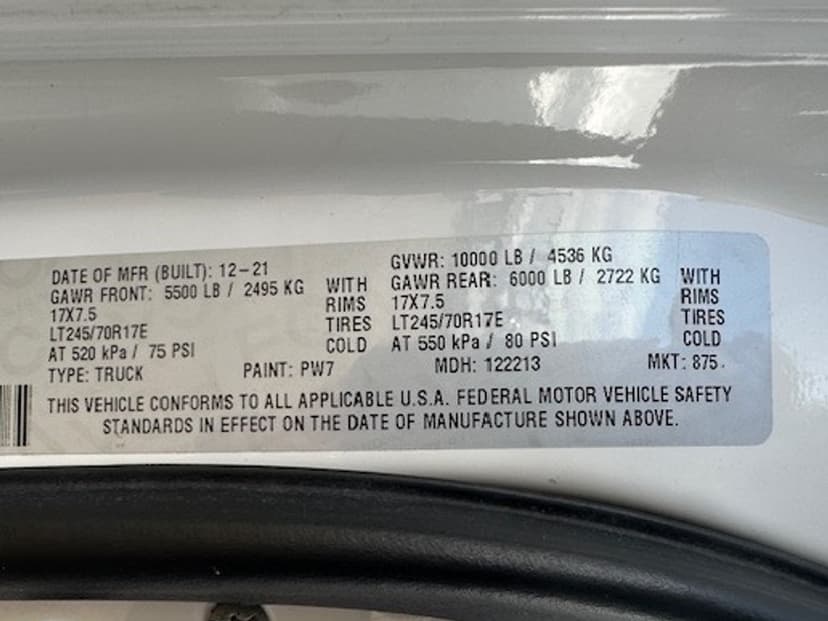 DATE OF MFR (BUILT): 12-21 GVWR: 10000 LB / 4536 KG
GAWR FRONT: 5500 LB / 2495 KG WITH GAWR REAR: 6000 LB / 2722 KG WITH
17X7.5 RIMS 17X7.5 RIMS
LT245/70R17E TIRES LT245/70R17E TIRES
AT 520 kPa / 75 PSI COLD AT 550 kPa / 80 PSI COLD
TYPE: TRUCK PAINT: PW7 MDH: 122213 MKT: 875.
THIS VEHICLE CONFORMS TO ALL APPLICABLE U.S.A. FEDERAL MOTOR VEHICLE SAFETY
STANDARDS IN EFFECT ON THE DATE OF MANUFACTURE SHOWN ABOVE.